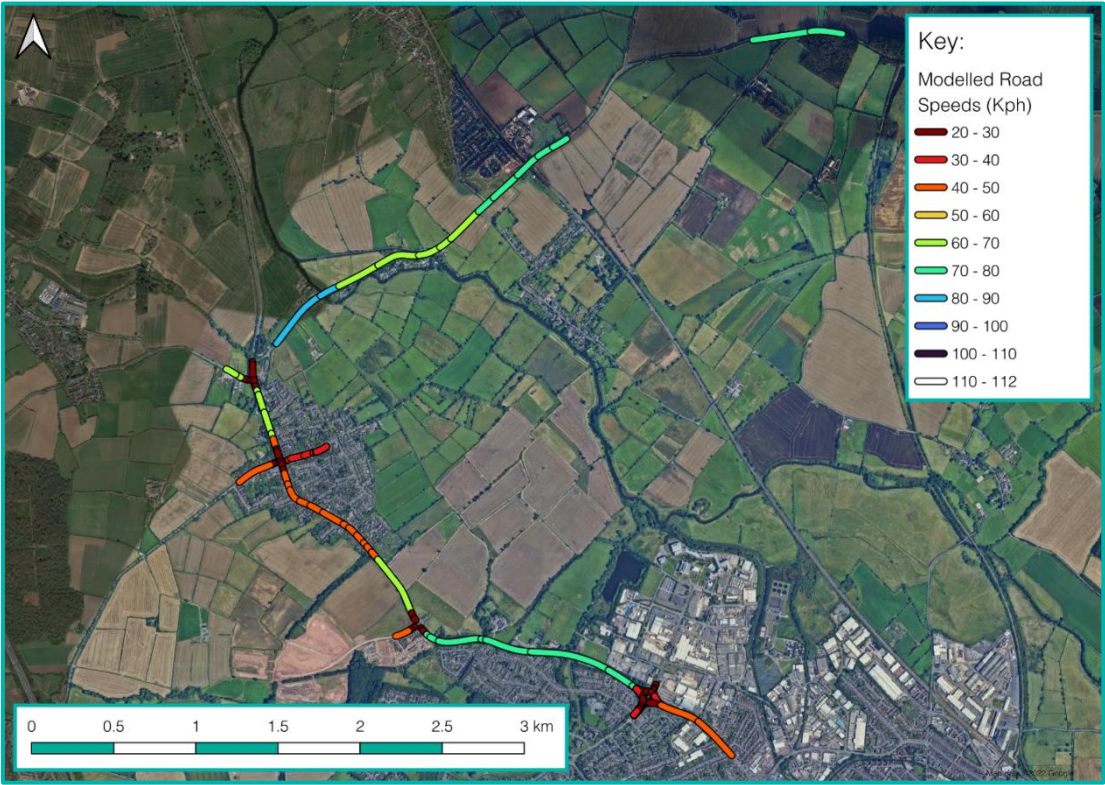 Key:
Modelled Road
Speeds (Kph)
20 - 30
30 - 40
40 - 50
50 - 60
60 - 70
70 - 80
80 - 90
90 - 100
100 - 110
110 - 112
0 0.5 1 1.5 2 2.5 3 km